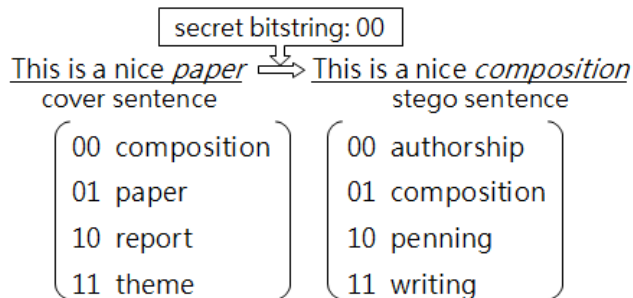 secret bitstring: 00
This is a nice paper This is a nice composition
cover sentence stego sentence
00 composition 00 authorship
01 paper 01 composition
10 report 10 penning
11 theme 11 writing